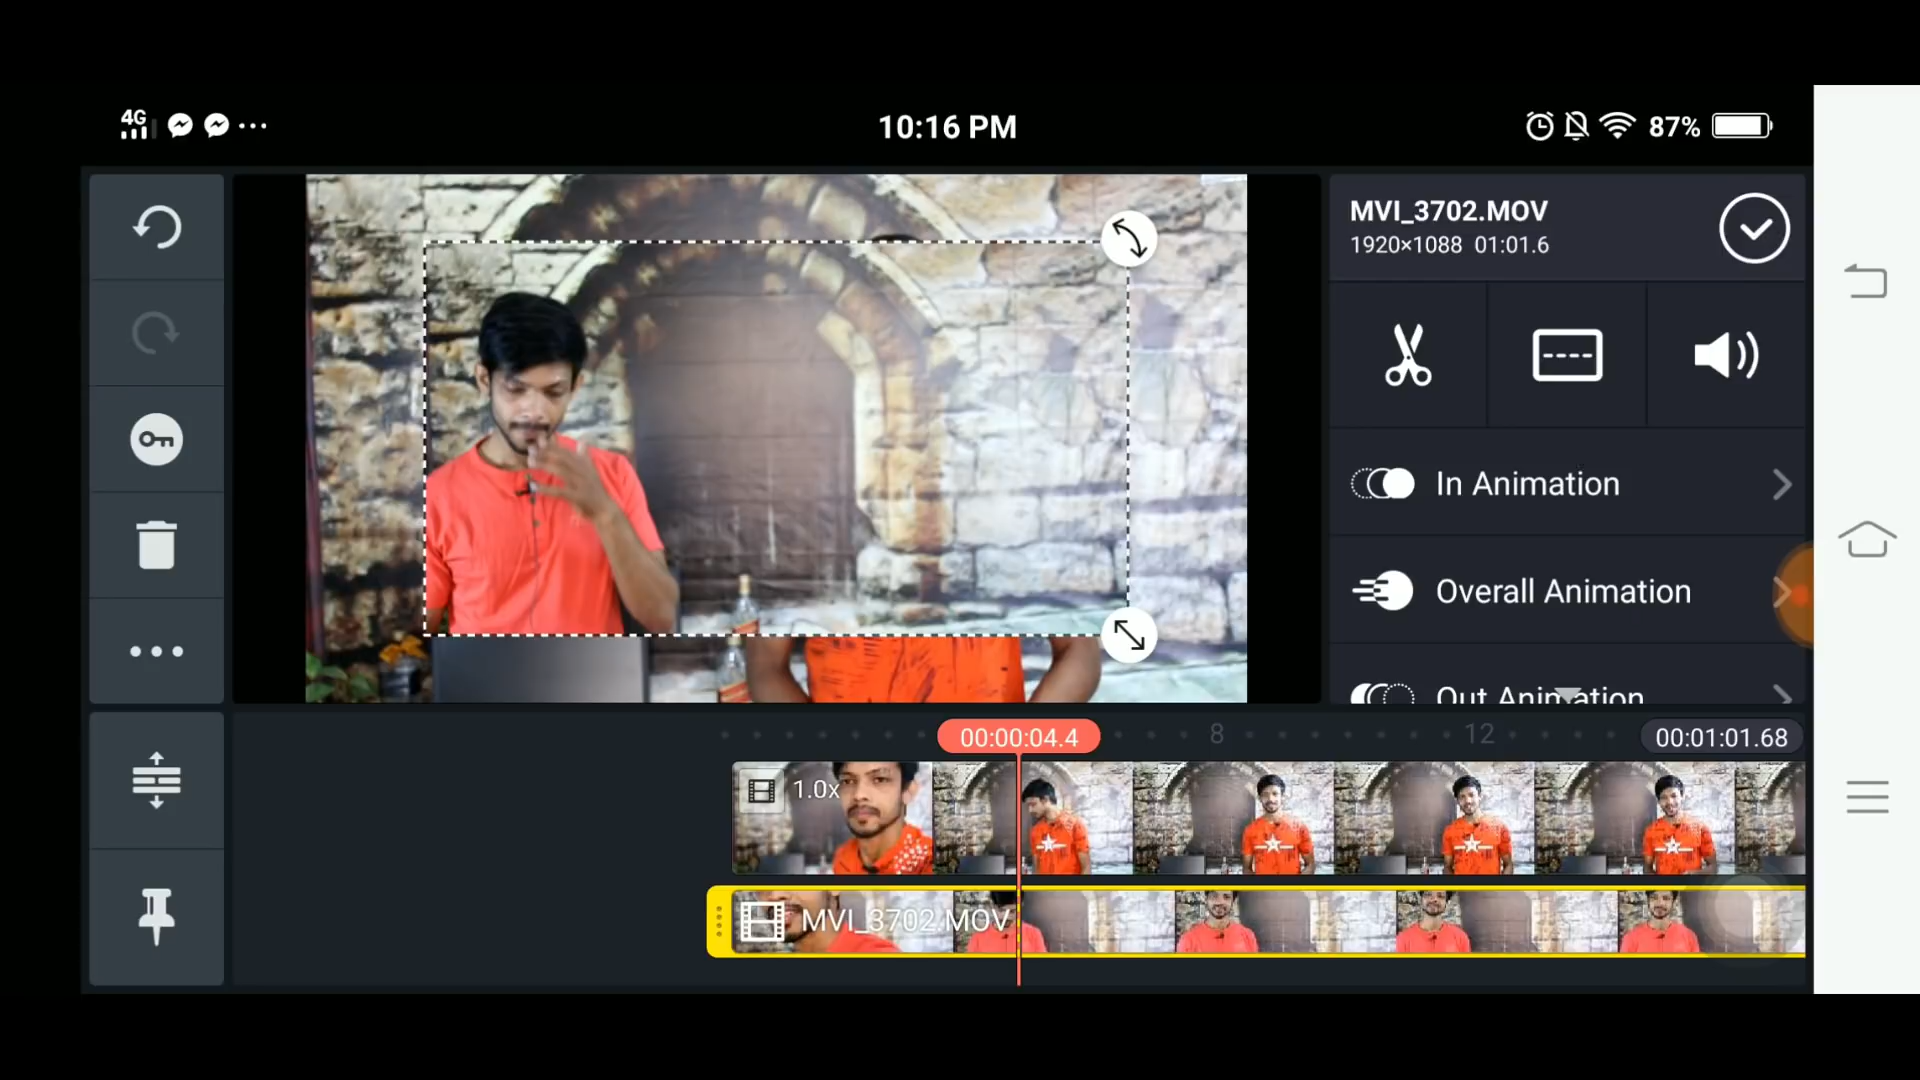 4G
10:16 PM
87%
MVI_3702.MOV
1920×1088 01:01.6
In Animation
Overall Animation
Out Animation
00:00:04.4
8
12
00:01:01.68
1.0x
MVI_3702.MOV